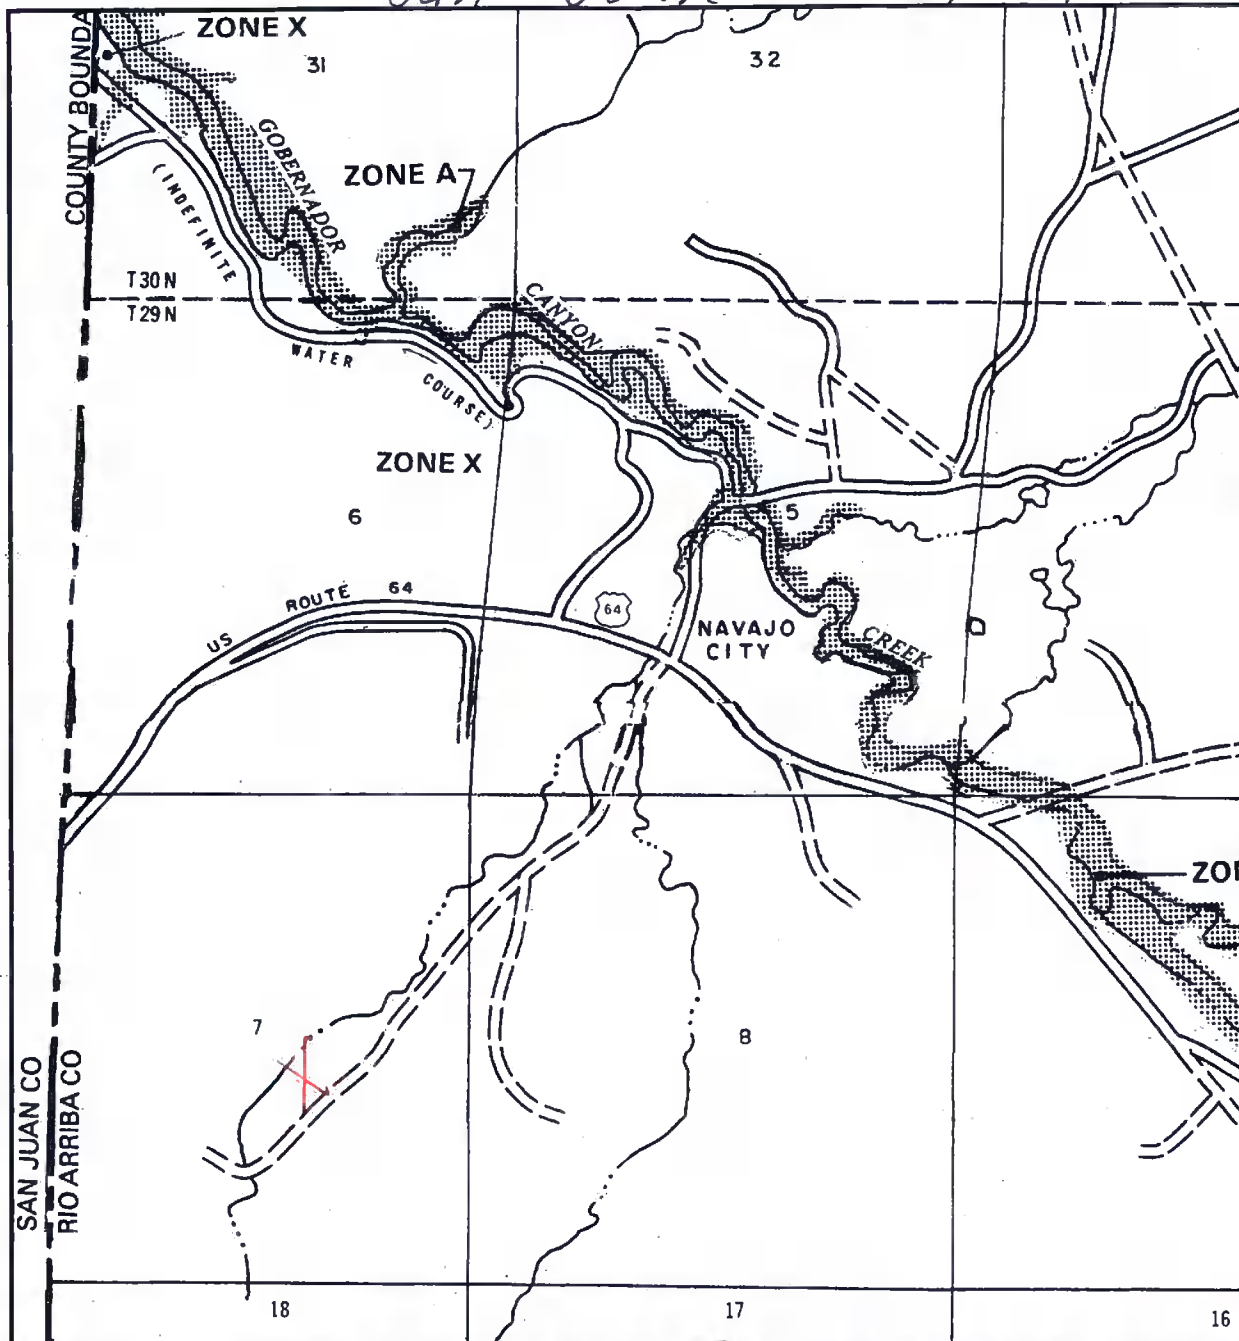 ZONE X
31
32
COUNTY BOUNDA
GOBERNADOR
ZONE A
(INDEFINITE
T30N
T29N
CANYON
WATER
COURSE)
ZONE X
6
5
US ROUTE 64
64
NAVAJO
CITY
CREEK
7
8
SAN JUAN CO
RIO ARRIBA CO
18
17
16